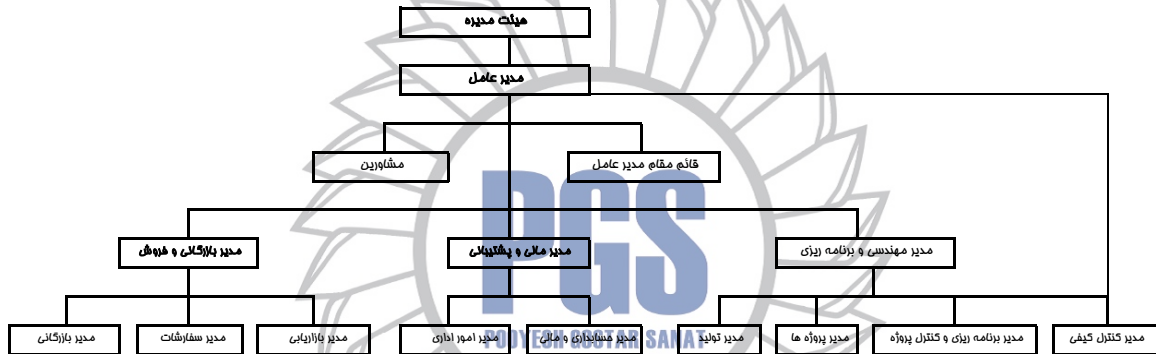 هیئت مدیره
مدیر عامل
قائم مقام مدیر عامل
مشاورین
PGS
مدیر مهندسی و برنامه ریزی
مدیر مالی و پشتیبانی
مدیر بازرگانی و فروش
POOYESH GOSTAR SANAT
مدیر کنترل کیفی
مدیر برنامه ریزی و کنترل پروژه
مدیر پروژه ها
مدیر تولید
مدیر حسابداری و مالی
مدیر امور اداری
مدیر بازاریابی
مدیر سفارشات
مدیر بازرگانی